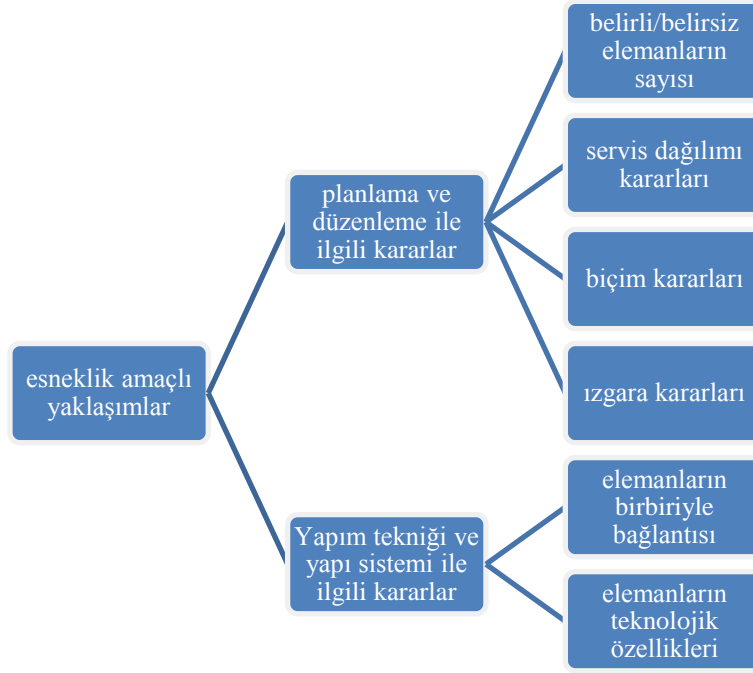 esneklik amaçlı
yaklaşımlar
planlama ve
düzenleme ile
ilgili kararlar
belirli/belirsiz
elemanların
sayısı
servis dağılımı
kararları
biçim kararları
ızgara kararları
Yapım tekniği ve
yapı sistemi ile
ilgili kararlar
elemanların
birbiriyle
bağlantısı
elemanların
teknolojik
özellikleri